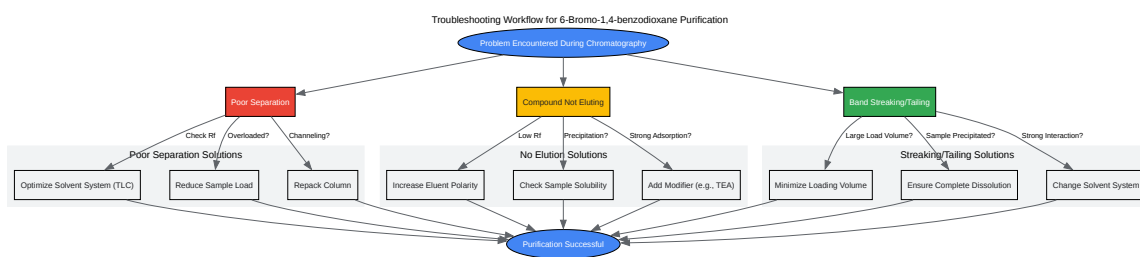 Troubleshooting Workflow for 6-Bromo-1,4-benzodioxane Purification
Problem Encountered During Chromatography
Poor Separation
Compound Not Eluting
Band Streaking/Tailing
Check Rf
Overloaded?
Channeling?
Low Rf
Precipitation?
Strong Adsorption?
Large Load Volume?
Sample Precipitated?
Strong Interaction?
Poor Separation Solutions
No Elution Solutions
Streaking/Tailing Solutions
Optimize Solvent System (TLC)
Reduce Sample Load
Repack Column
Increase Eluent Polarity
Check Sample Solubility
Add Modifier (e.g., TEA)
Minimize Loading Volume
Ensure Complete Dissolution
Change Solvent System
Purification Successful